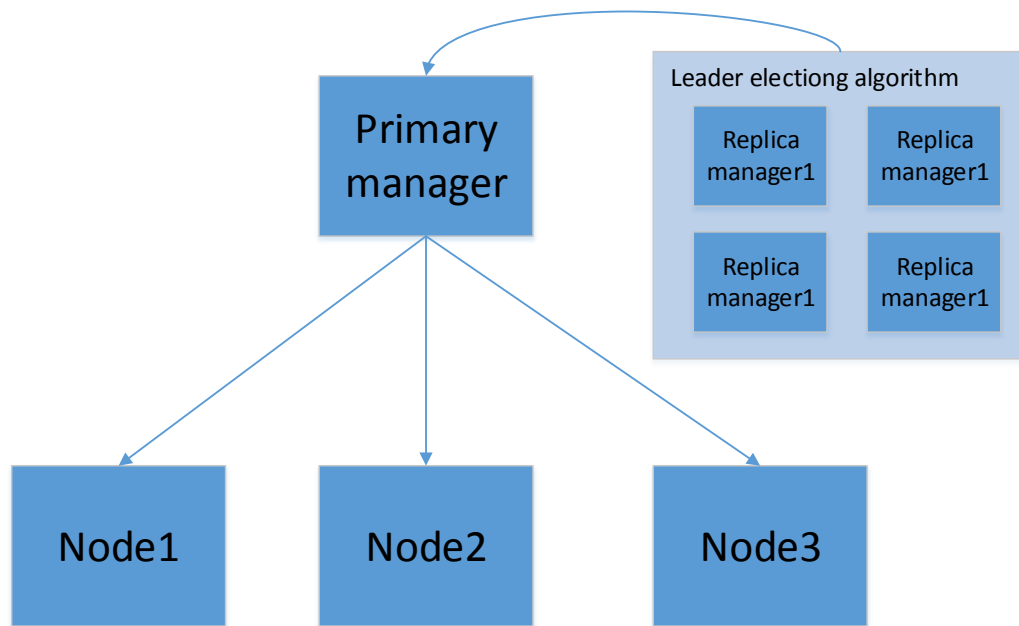 Leader electiong algorithm
Primary
manager
Replica
manager1
Replica
manager1
Replica
manager1
Replica
manager1
Node1
Node2
Node3